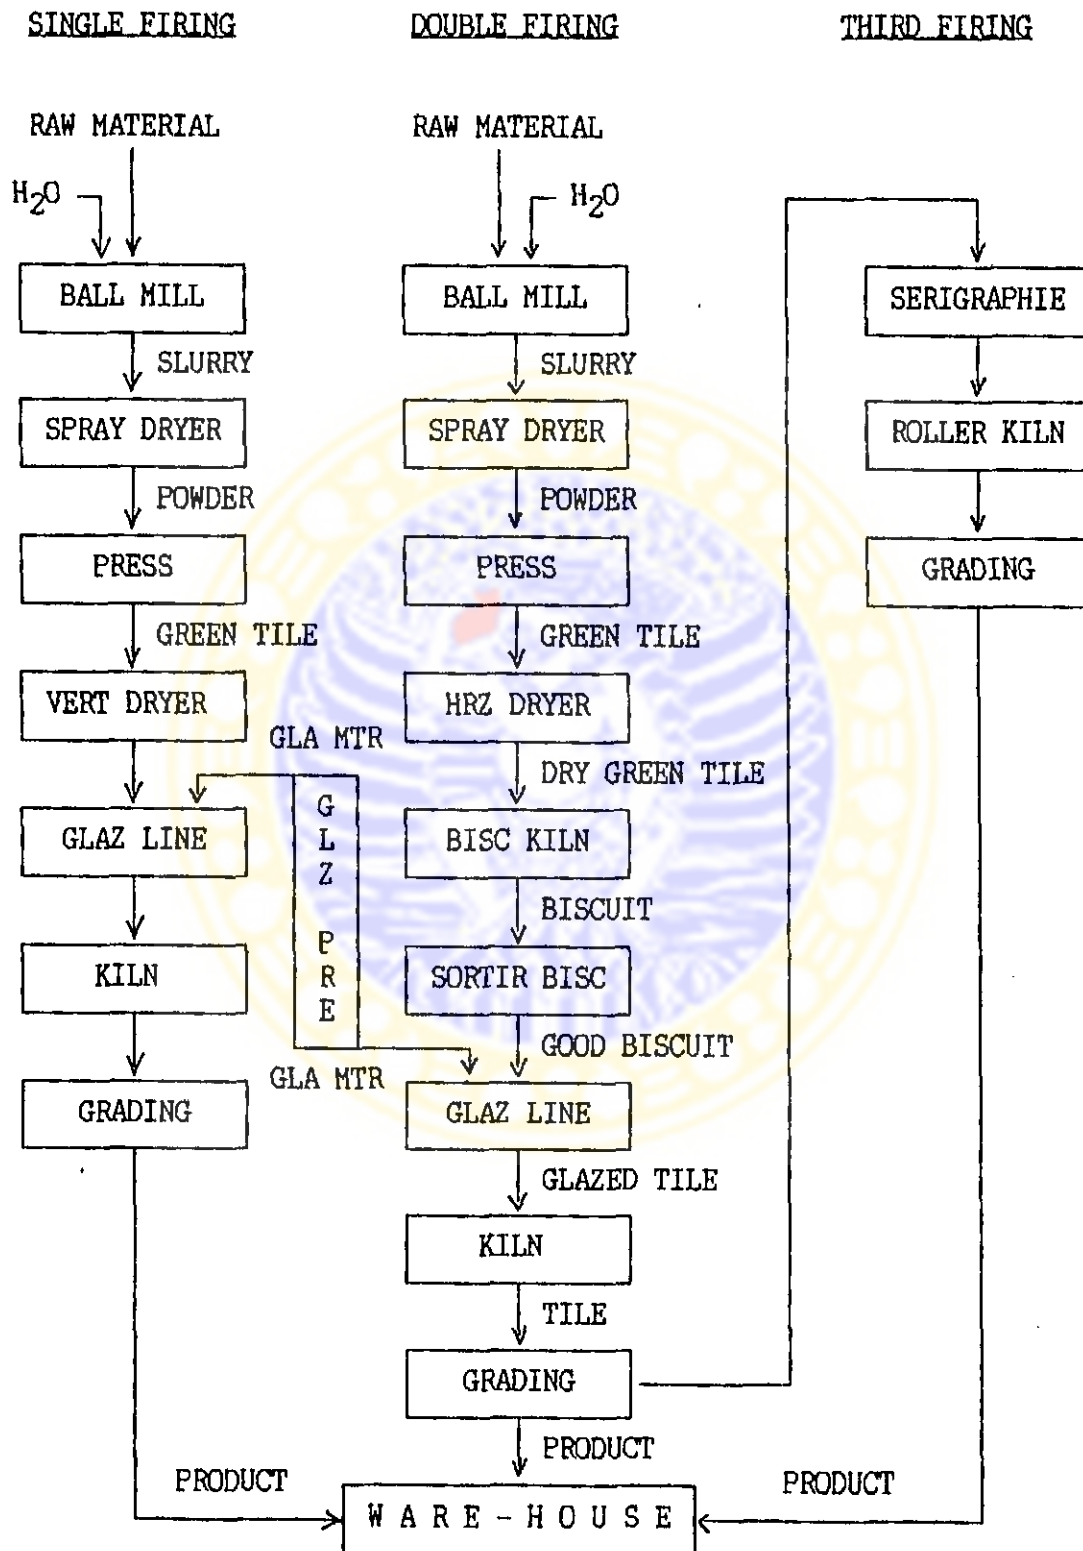 SINGLE FIRING
DOUBLE FIRING
THIRD FIRING
RAW MATERIAL
H₂O
BALL MILL
SLURRY
SPRAY DRYER
POWDER
PRESS
GREEN TILE
VERT DRYER
GLAZ LINE
KILN
GRADING
PRODUCT
GLA MTR
GLZ PRE
GLA MTR
RAW MATERIAL
H₂O
BALL MILL
SLURRY
SPRAY DRYER
POWDER
PRESS
GREEN TILE
HRZ DRYER
DRY GREEN TILE
BISC KILN
BISCUIT
SORTIR BISC
GOOD BISCUIT
GLAZ LINE
GLAZED TILE
KILN
TILE
GRADING
PRODUCT
SERIGRAPHIE
ROLLER KILN
GRADING
PRODUCT
WARE-HOUSE